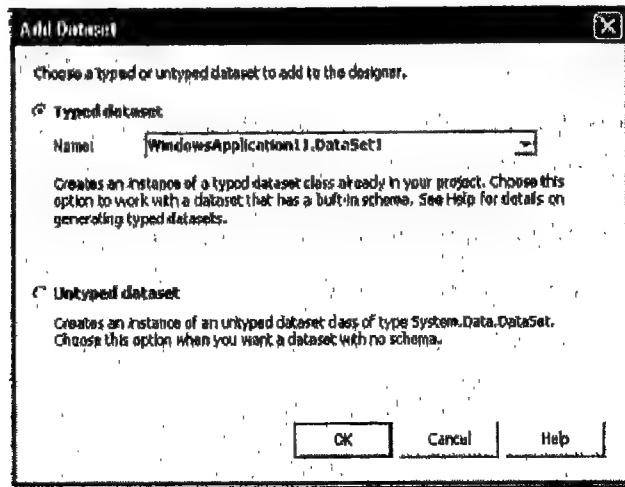 Add Dataset
Choose a typed or untyped dataset to add to the designer.
Typed dataset
Name: WindowsApplication11.DataSet1
Creates an instance of a typed dataset class already in your project. Choose this
option to work with a dataset that has a built-in schema. See Help for details on
generating typed datasets.
Untyped dataset
Creates an instance of an untyped dataset class of type System.Data.DataSet.
Choose this option when you want a dataset with no schema.
OK Cancel Help